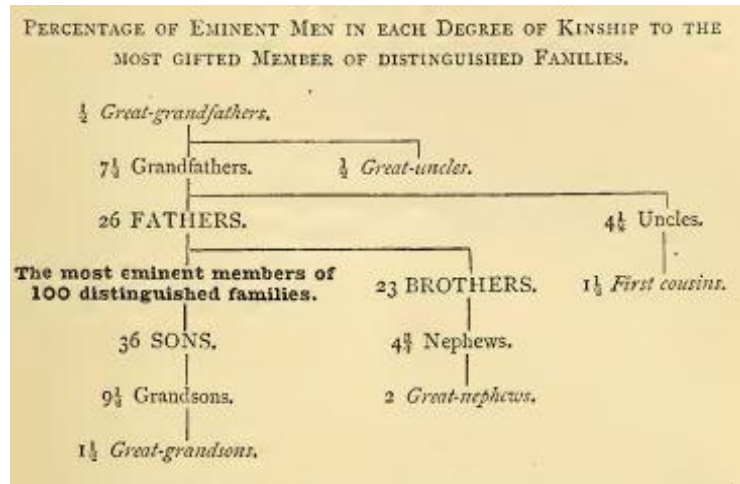 PERCENTAGE OF EMINENT MEN IN EACH DEGREE OF KINSHIP TO THE
MOST GIFTED MEMBER OF DISTINGUISHED FAMILIES.
½ Great-grandfathers.
7½ Grandfathers. ½ Great-uncles.
26 FATHERS. 4½ Uncles.
The most eminent members of
100 distinguished families. 23 BROTHERS. 1½ First cousins.
36 SONS. 4¾ Nephews.
9½ Grandsons. 2 Great-nephews.
1½ Great-grandsons.